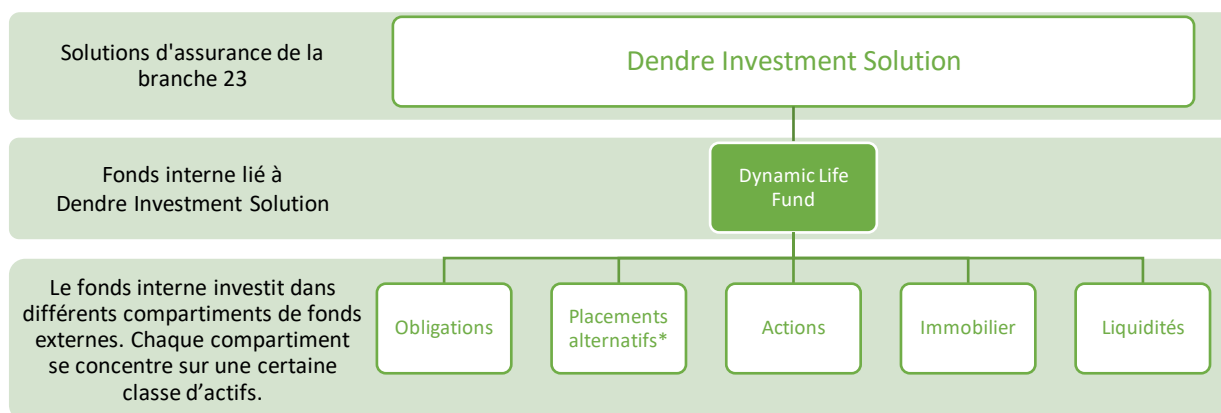 Solutions d'assurance de la
branche 23
Dendre Investment Solution
Fonds interne lié à
Dendre Investment Solution
Dynamic Life
Fund
Le fonds interne investit dans
différents compartiments de fonds
externes. Chaque compartiment
se concentre sur une certaine
classe d’actifs.
Obligations
Placements
alternatifs*
Actions
Immobilier
Liquidités